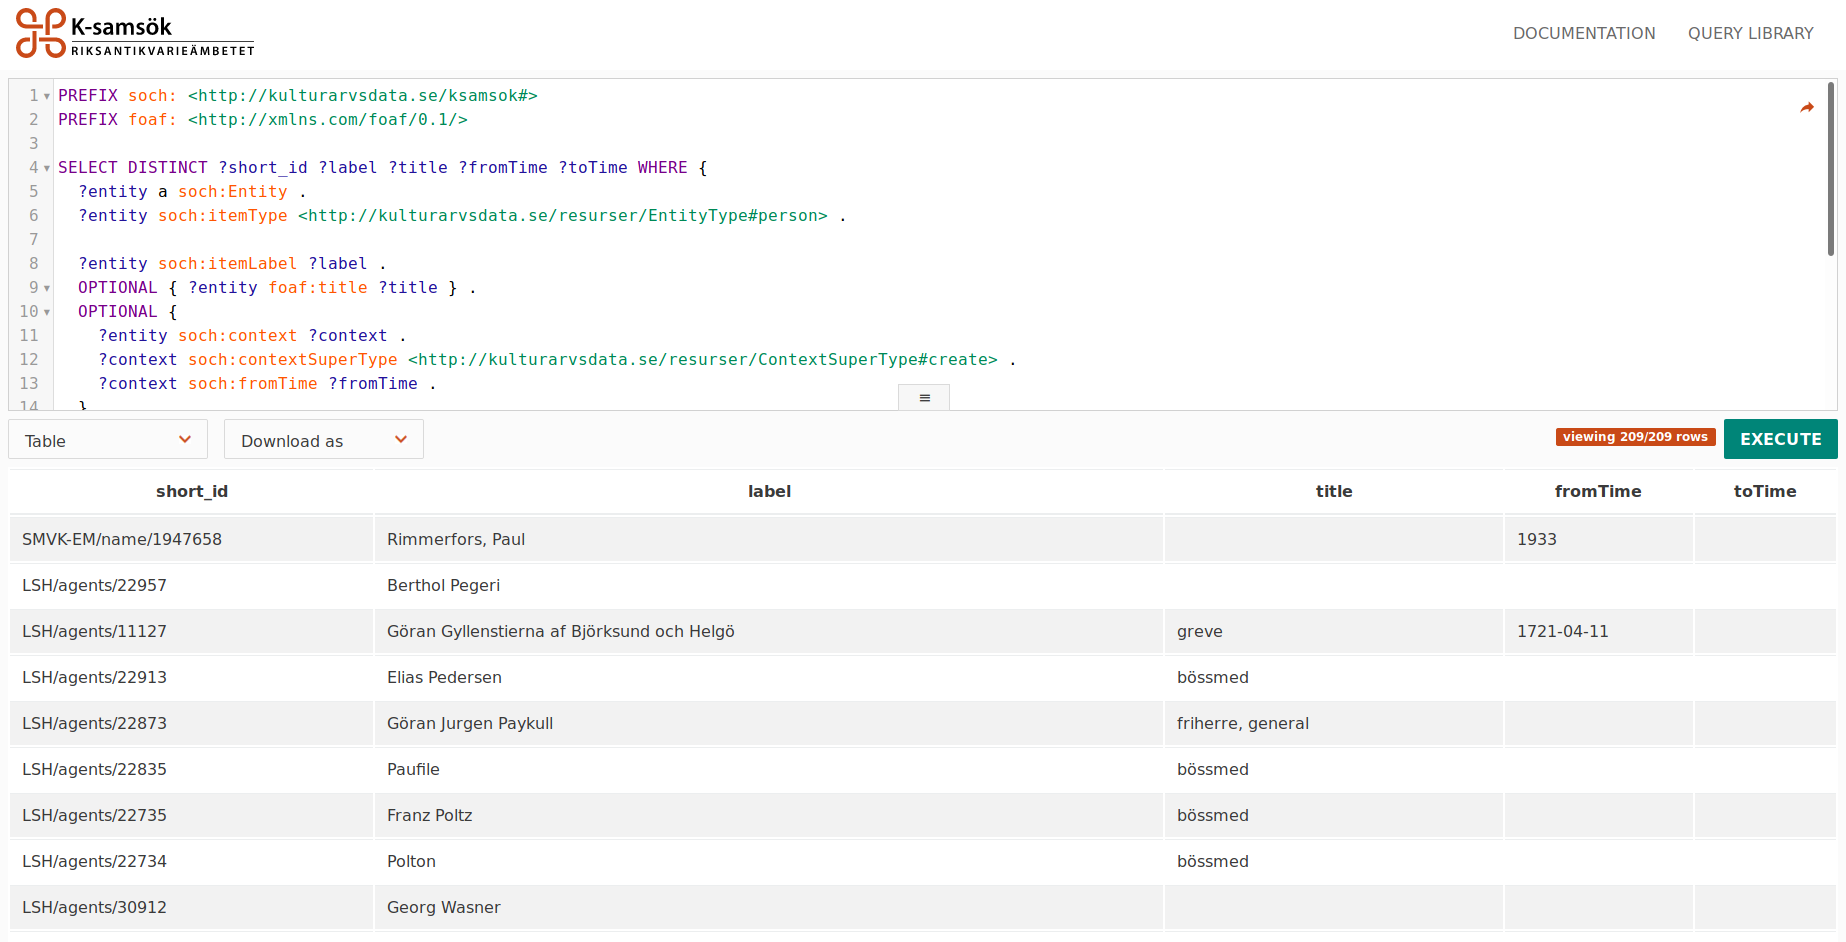 K-samsök
RIKSANTIKVARIEÄMBETET
DOCUMENTATION QUERY LIBRARY
1 PREFIX soch: <http://kulturarvsdata.se/ksamsok#>
2 PREFIX foaf: <http://xmlns.com/foaf/0.1/>
3
4 SELECT DISTINCT ?short_id ?label ?title ?fromTime ?toTime WHERE {
5 ?entity a soch:Entity .
6 ?entity soch:itemType <http://kulturarvsdata.se/resurser/EntityType#person> .
7
8 ?entity soch:itemLabel ?label .
9 OPTIONAL { ?entity foaf:title ?title } .
10 OPTIONAL {
11 ?entity soch:context ?context .
12 ?context soch:contextSuperType <http://kulturarvsdata.se/resurser/ContextSuperType#create> .
13 ?context soch:fromTime ?fromTime .
14 }
Table Download as viewing 209/209 rows EXECUTE
short_id label title fromTime toTime
SMVK-EM/name/1947658 Rimmerfors, Paul 1933
LSH/agents/22957 Berthol Pegeri
LSH/agents/11127 Göran Gyllenstierna af Björksund och Helgö greve 1721-04-11
LSH/agents/22913 Elias Pedersen bössmed
LSH/agents/22873 Göran Jurgen Paykull friherre, general
LSH/agents/22835 Paufile bössmed
LSH/agents/22735 Franz Poltz bössmed
LSH/agents/22734 Polton bössmed
LSH/agents/30912 Georg Wasner